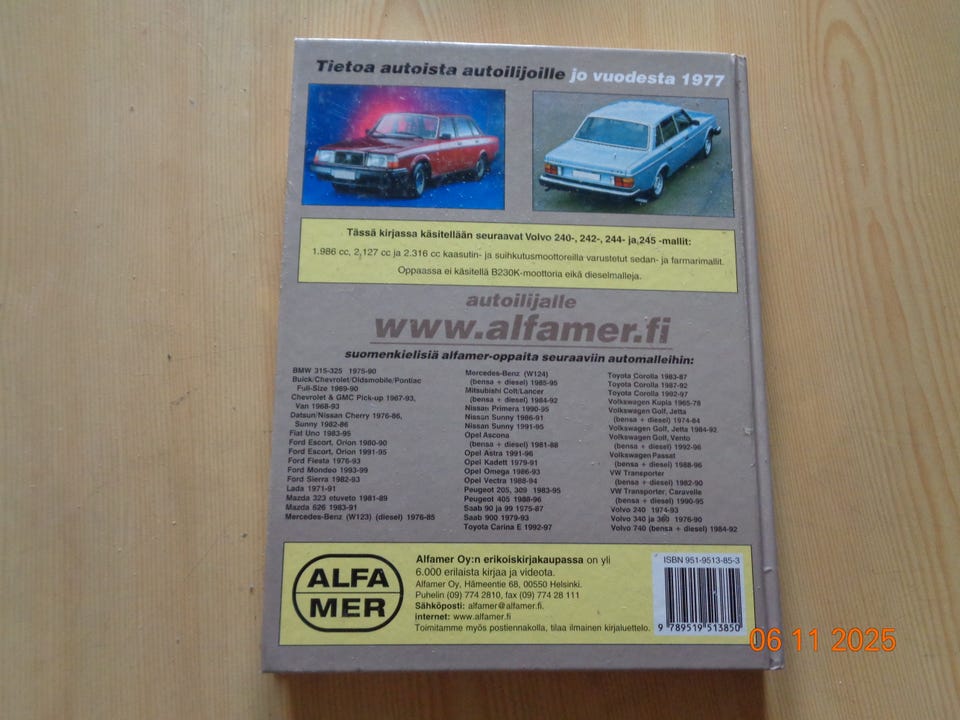 Tietoa autoista autoilijoille jo vuodesta 1977
Tässä kirjassa käsitellään seuraavat Volvo 240-, 242-, 244- ja 245 -mallit:
1.986 cc, 2,127 cc ja 2.316 cc kaasutin- ja suihkutusmoottoreilla varustetut sedan- ja farmarimallit.
Oppaassa ei käsitellä B230K-moottoria eikä dieselmalleja.
autoilijalle
www.alfamer.fi
suomenkielisiä alfamer-oppaita seuraaviin automalleihin:
BMW 315-325 1975-90
Buick/Chevrolet/Oldsmobile/Pontiac
Full-Size 1969-90
Chevrolet & GMC Pick-up 1967-93,
Van 1968-93
Datsun/Nissan Cherry 1976-86,
Sunny 1982-86
Fiat Uno 1983-95
Ford Escort, Orion 1980-90
Ford Escort, Orion 1991-95
Ford Fiesta 1976-93
Ford Mondeo 1993-99
Ford Sierra 1982-93
Lada 1971-91
Mazda 323 etuveto 1981-89
Mazda 626 1983-91
Mercedes-Benz (W123) (diesel) 1976-85
Mercedes-Benz (W124)
(bensa + diesel) 1985-95
Mitsubishi Colt/Lancer
(bensa + diesel) 1984-92
Nissan Primera 1990-95
Nissan Sunny 1986-91
Nissan Sunny 1991-95
Opel Ascona
(bensa + diesel) 1981-88
Opel Astra 1991-96
Opel Kadett 1979-91
Opel Omega 1986-93
Opel Vectra 1988-94
Peugeot 205, 309 1983-95
Peugeot 405 1988-96
Saab 90 ja 99 1975-87
Saab 900 1979-93
Toyota Carina E 1992-97
Toyota Corolla 1983-87
Toyota Corolla 1987-92
Toyota Corolla 1992-97
Volkswagen Kupla 1965-78
Volkswagen Golf, Jetta
(bensa + diesel) 1974-84
Volkswagen Golf, Jetta 1984-92
Volkswagen Golf, Vento
(bensa + diesel) 1992-96
Volkswagen Passat
(bensa + diesel) 1988-96
VW Transporter
(bensa + diesel) 1982-90
VW Transporter, Caravelle
(bensa + diesel) 1990-95
Volvo 240 1974-93
Volvo 340 ja 360 1976-90
Volvo 740 (bensa + diesel) 1984-92
ALFA
MER
Alfamer Oy:n erikoiskirjakaupassa on yli
6.000 erilaista kirjaa ja videota.
Alfamer Oy, Hämeentie 68, 00550 Helsinki.
Puhelin (09) 774 2810, fax (09) 774 28 111
Sähköposti: alfamer@alfamer.fi.
internet: www.alfamer.fi
Toimitamme myös postiennakolla, tilaa ilmainen kirjaluettelo.
ISBN 951-9513-85-3
9 789519 513850
06 11 2025